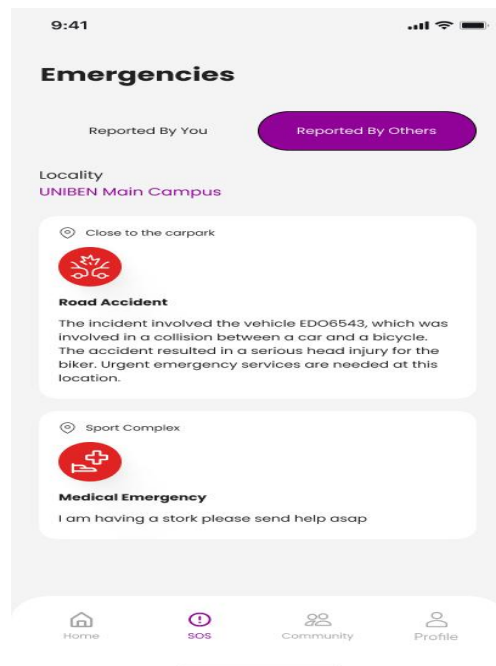 9:41
Emergencies
Reported By You
Reported By Others
Locality
UNIBEN Main Campus
Close to the carpark
Road Accident
The incident involved the vehicle EDO6543, which was
involved in a collision between a car and a bicycle.
The accident resulted in a serious head injury for the
biker. Urgent emergency services are needed at this
location.
Sport Complex
Medical Emergency
I am having a stork please send help asap
Home
SOS
Community
Profile